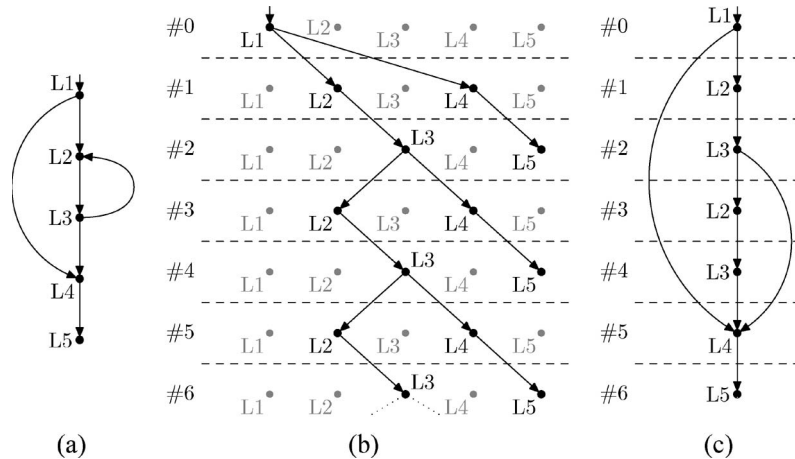 L1
L2
L3
L4
L5
(a)
#0 L1 L2 L3 L4 L5
#1 L1 L2 L3 L4 L5
#2 L1 L2 L3 L4 L5
#3 L1 L2 L3 L4 L5
#4 L1 L2 L3 L4 L5
#5 L1 L2 L3 L4 L5
#6 L1 L2 L3 L4 L5
(b)
#0 L1
#1 L2
#2 L3
#3 L2
#4 L3
#5 L4
#6 L5
(c)